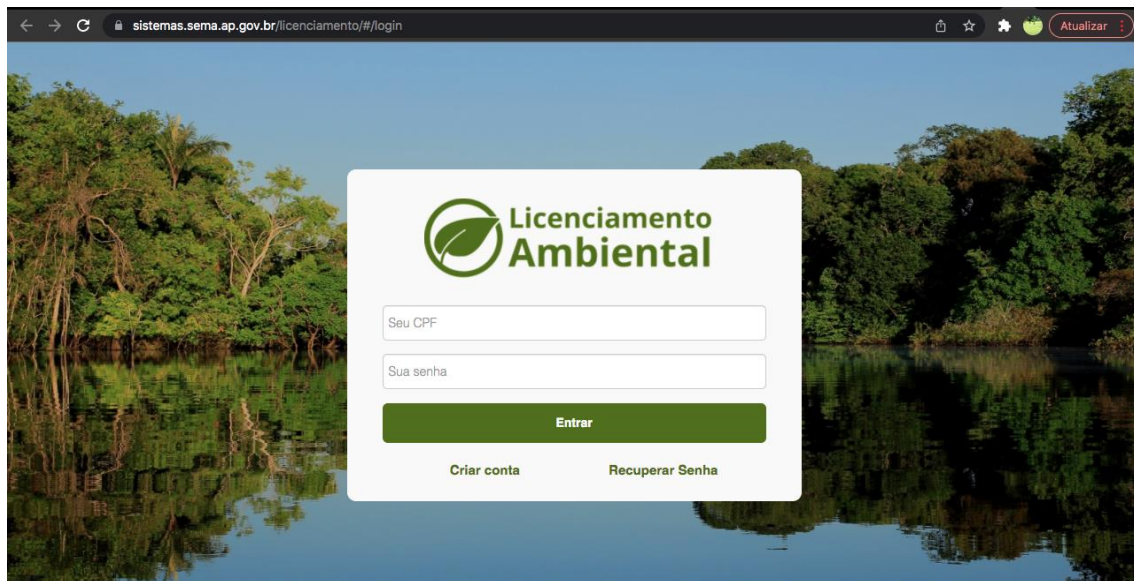 sistemas.sema.ap.gov.br/licenciamento/#/login
Atualizar
Licenciamento
Ambiental
Seu CPF
Sua senha
Entrar
Criar conta Recuperar Senha